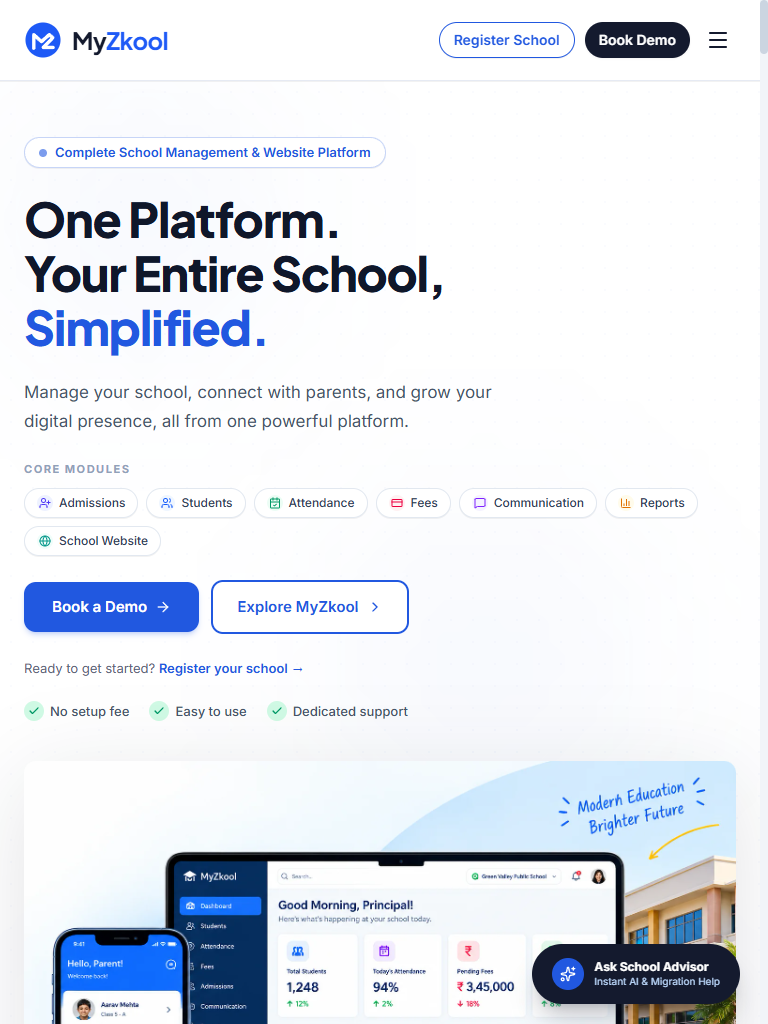 MyZkool
Register School
Book Demo
Complete School Management & Website Platform
One Platform.
Your Entire School,
Simplified.
Manage your school, connect with parents, and grow your
digital presence, all from one powerful platform.
CORE MODULES
Admissions
Students
Attendance
Fees
Communication
Reports
School Website
Book a Demo →
Explore MyZkool
Ready to get started? Register your school →
No setup fee
Easy to use
Dedicated support
Modern Education
Brighter Future
MyZkool
Search...
Green Valley Public School
Dashboard
Students
Attendance
Fees
Admissions
Communication
Good Morning, Principal!
Here's what's happening at your school today.
Total Students
1,248
↑ 12%
Today's Attendance
94%
↑ 2%
Pending Fees
₹ 3,45,000
↓ 18%
9:41
Hello, Parent!
Welcome back!
Aarav Mehta
Class 5 - A
Ask School Advisor
Instant AI & Migration Help